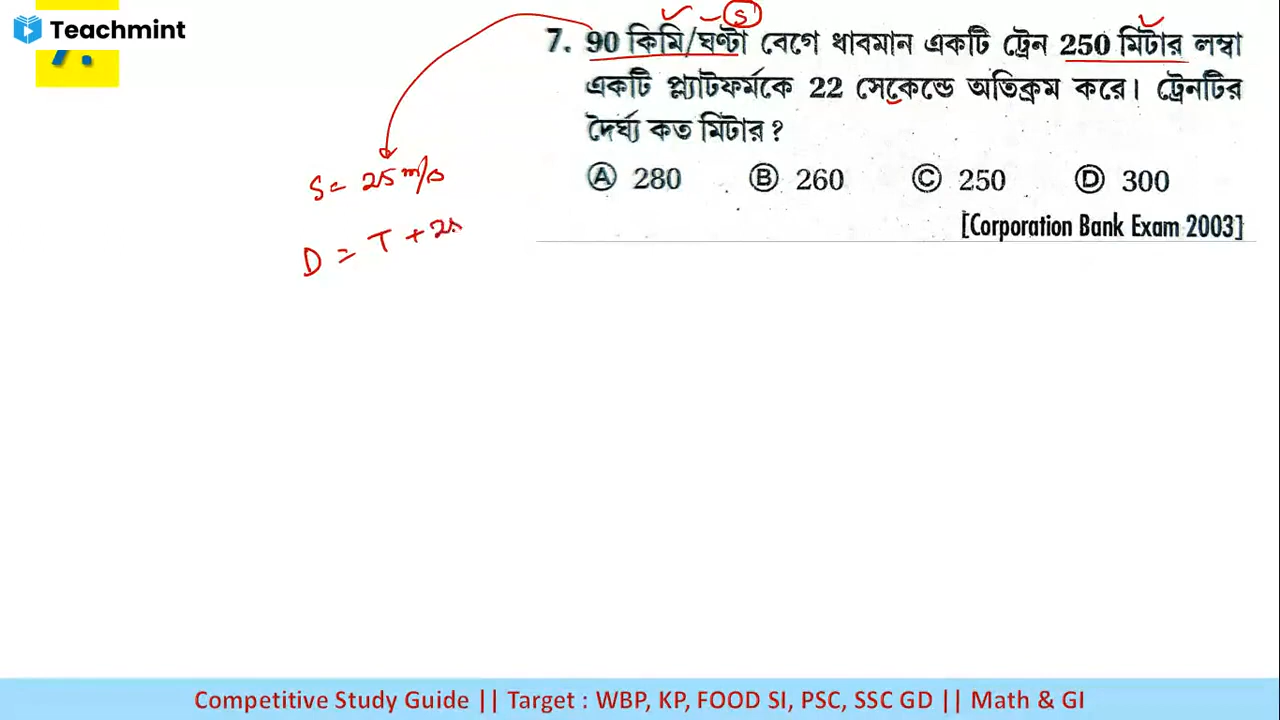 Teachmint
7.
S
7. 90 কিমি/ঘণ্টা বেগে ধাবমান একটি ট্রেন 250 মিটার লম্বা
একটি প্ল্যাটফর্মকে 22 সেকেন্ডে অতিক্রম করে। ট্রেনটির
দৈর্ঘ্য কত মিটার ?
Ⓐ 280 Ⓑ 260 Ⓒ 250 Ⓓ 300
[Corporation Bank Exam 2003]
S = 25 m/s
D = T + 25
Competitive Study Guide || Target : WBP, KP, FOOD SI, PSC, SSC GD || Math & GI